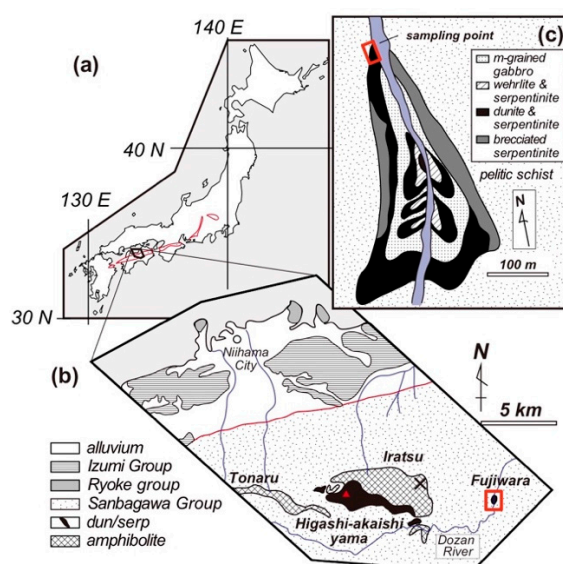 (a)
140 E
40 N
130 E
30 N
(c)
sampling point
m-grained
gabbro
wehrlite &
serpentinite
dunite &
serpentinite
brecciated
serpentinite
pelitic schist
N
100 m
(b)
Niihama
City
N
5 km
alluvium
Izumi Group
Ryoke group
Sanbagawa Group
dun/serp
amphibolite
Tonaru
Iratsu
Higashi-akaishi
yama
Fujiwara
Dozan
River